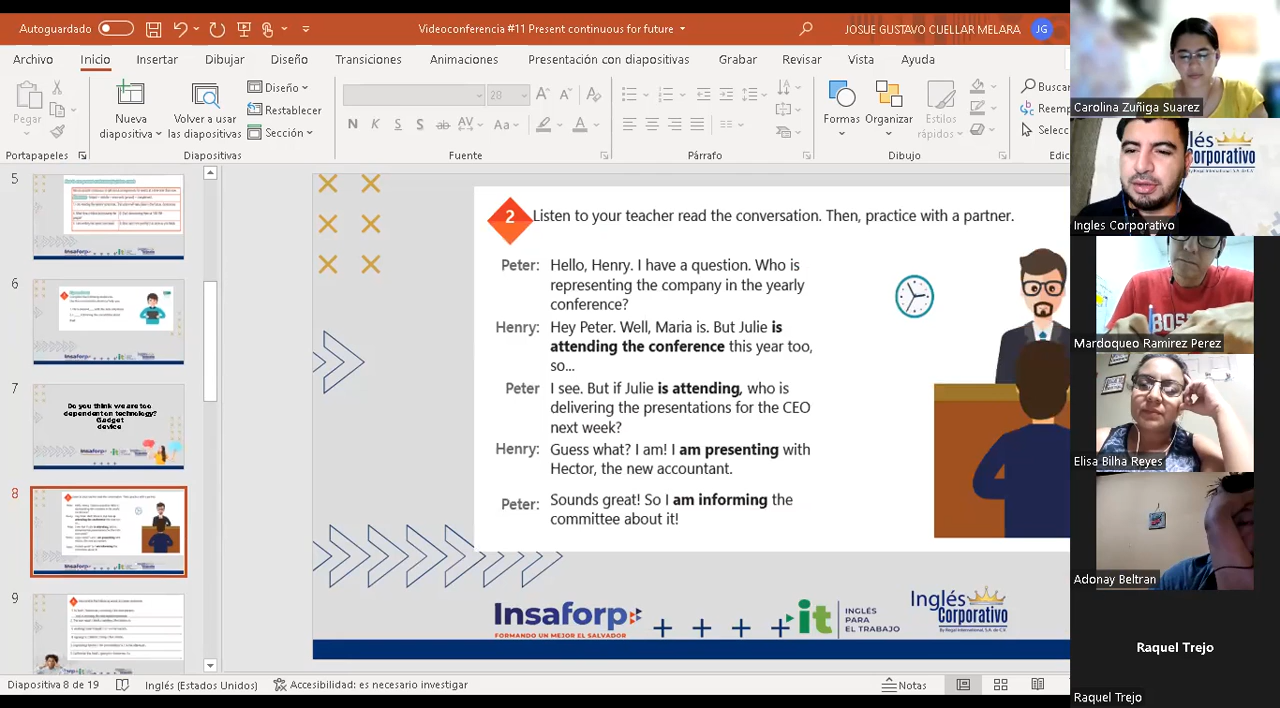 Autoguardado
Videoconferencia #11 Present continuous for future
JOSUE GUSTAVO CUELLAR MELARA
JG
Archivo
Inicio
Insertar
Dibujar
Diseño
Transiciones
Animaciones
Presentación con diapositivas
Grabar
Revisar
Vista
Ayuda
Pegar
Nueva
diapositiva
Volver a usar
las diapositivas
Diseño
Restablecer
Sección
28
N
K
S
S
ab
AV
Aa
Formas
Organizar
Estilos
rápidos
Portapapeles
Diapositivas
Fuente
Párrafo
Dibujo
5
6
7
Do you think we are too
dependent on technology?
Gadget
device
8
9
2
Listen to your teacher read the conversation. Then, practice with a partner.
Peter: Hello, Henry. I have a question. Who is
representing the company in the yearly
conference?
Henry: Hey Peter. Well, Maria is. But Julie is
attending the conference this year too,
so...
Peter I see. But if Julie is attending, who is
delivering the presentations for the CEO
next week?
Henry: Guess what? I am! I am presenting with
Hector, the new accountant.
Peter: Sounds great! So I am informing the
committee about it!
Insaforp
FORMANDO UN MEJOR EL SALVADOR
it
INGLÉS
PARA
EL TRABAJO
Inglés
Corporativo
By Regal International, S.A. de C.V.
Diapositiva 8 de 19
Inglés (Estados Unidos)
Accesibilidad: es necesario investigar
Notas
Carolina Zuñiga Suarez
Ingles Corporativo
Mardoqueo Ramirez Perez
Elisa Bilha Reyes
Adonay Beltran
Raquel Trejo
Raquel Trejo